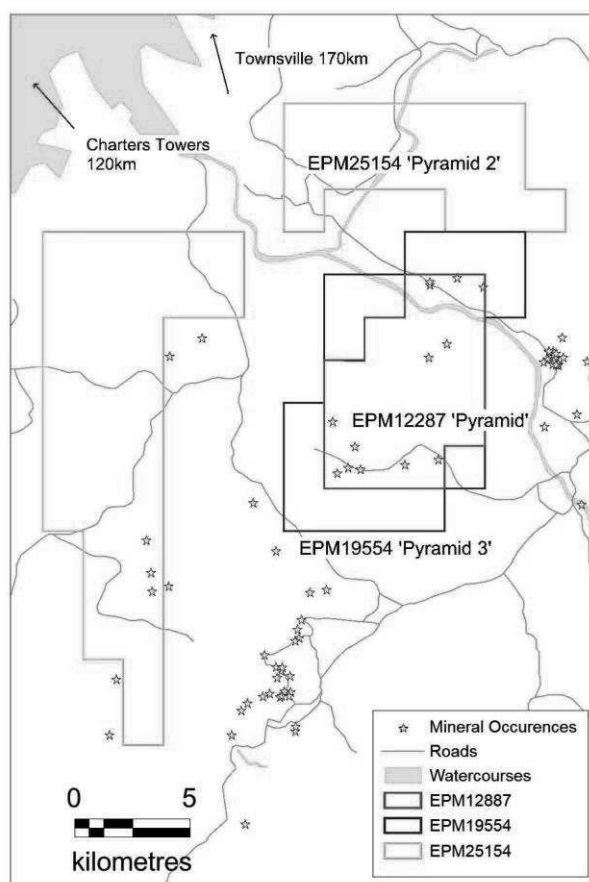 Townsville 170km
Charters Towers
120km
EPM25154 'Pyramid 2'
EPM12287 'Pyramid'
EPM19554 'Pyramid 3'
Mineral Occurences
Roads
Watercourses
EPM12887
EPM19554
EPM25154
0 5
kilometres